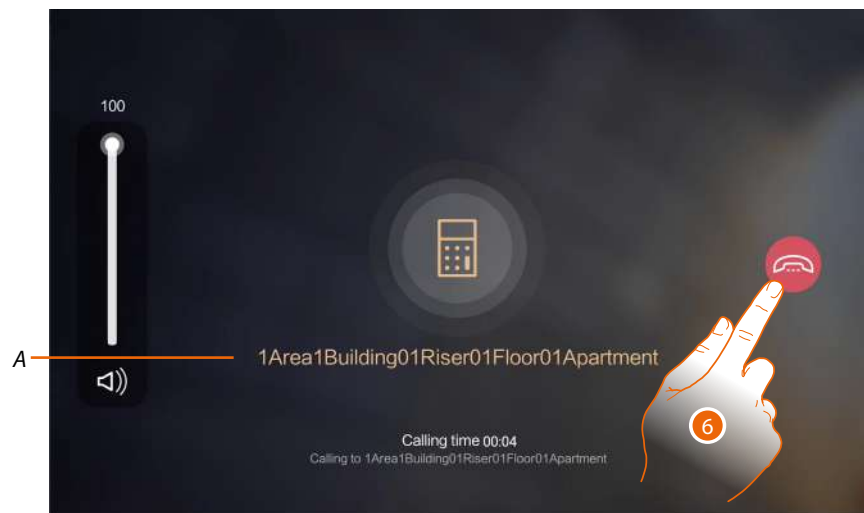 100
A
1Area1Building01Riser01Floor01Apartment
6
Calling time 00:04
Calling to 1Area1Building01Riser01Floor01Apartment